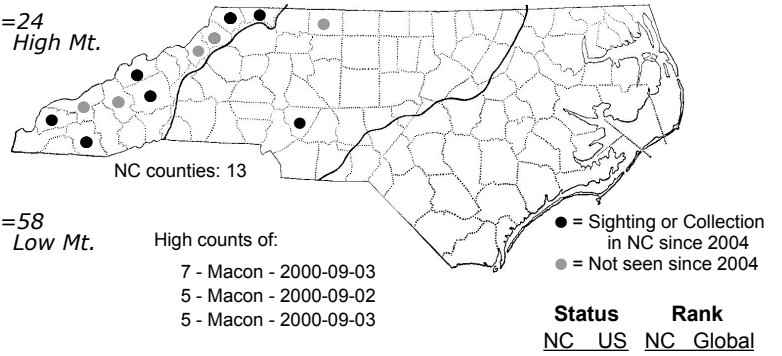 =24
High Mt.
NC counties: 13
=58
Low Mt.
High counts of:
7 - Macon - 2000-09-03
5 - Macon - 2000-09-02
5 - Macon - 2000-09-03
● = Sighting or Collection
in NC since 2004
● = Not seen since 2004
Status Rank
NC US NC Global